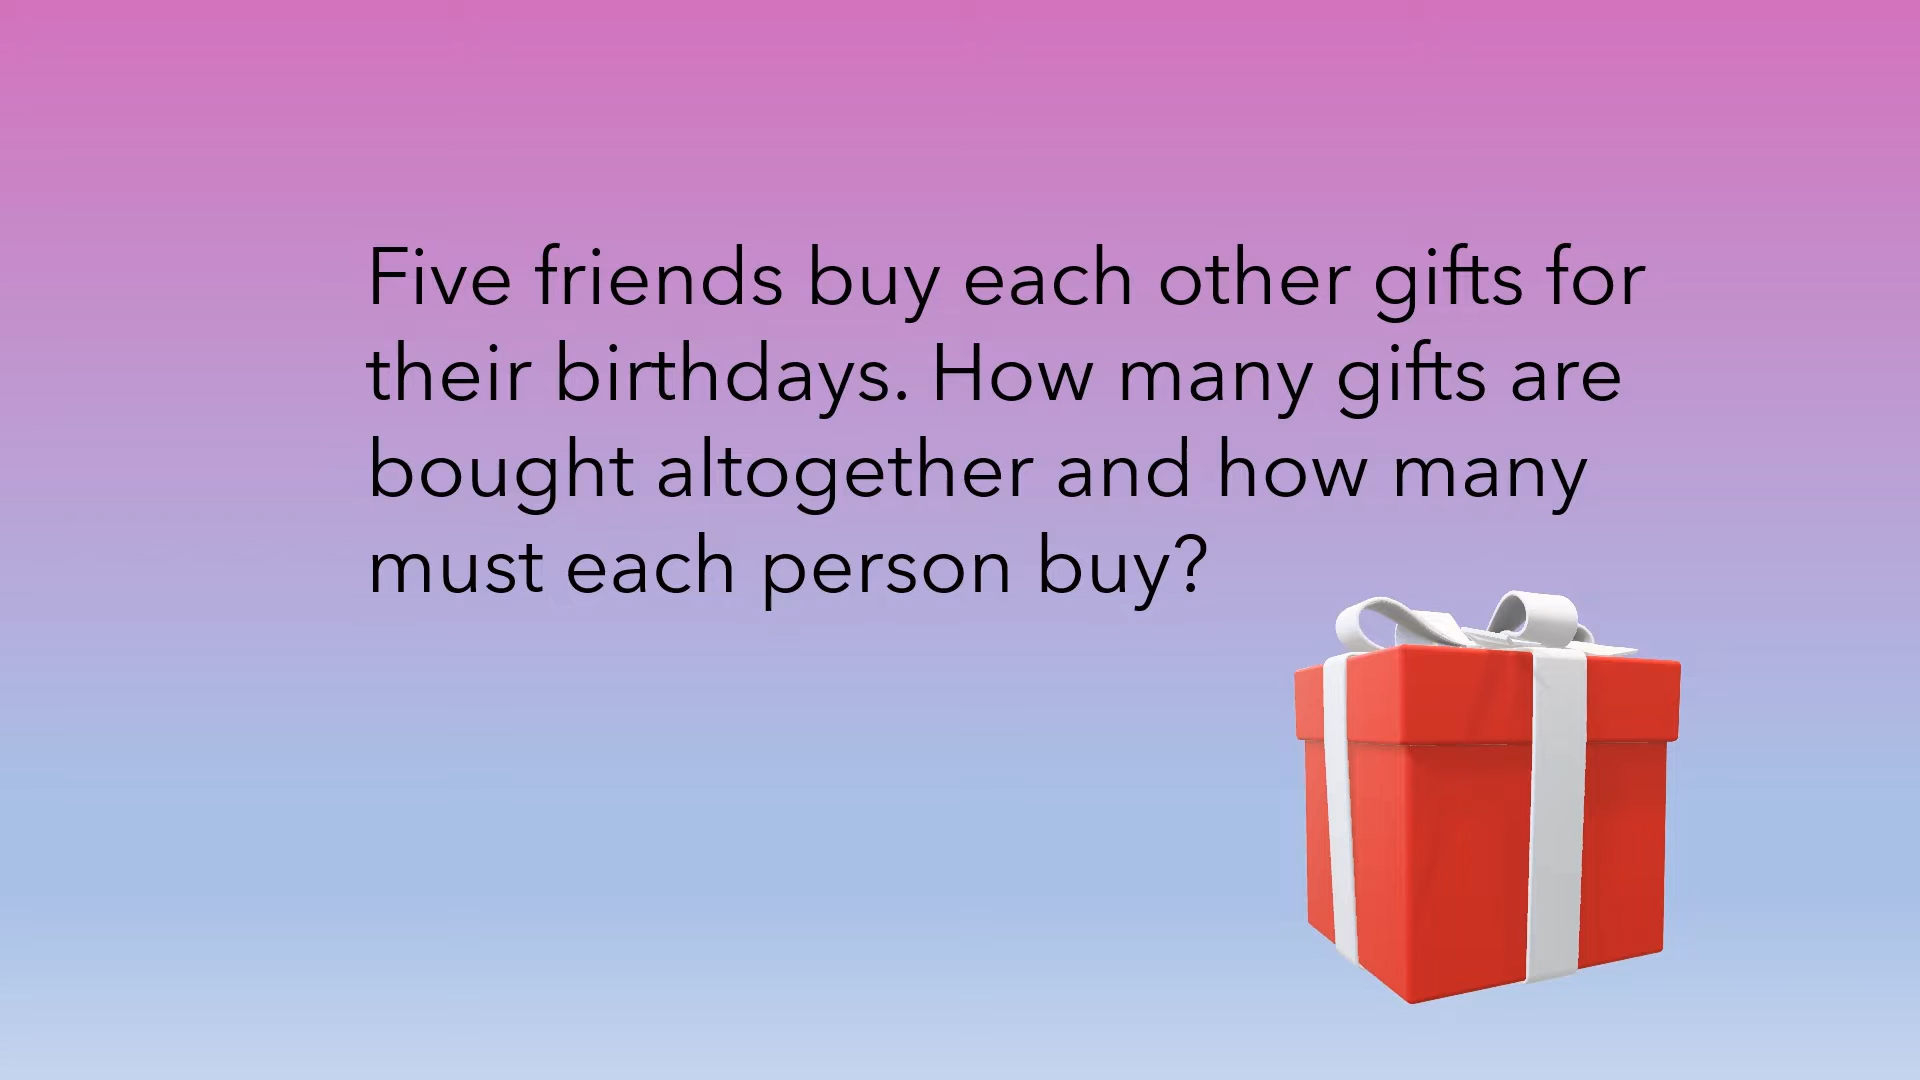 Five friends buy each other gifts for
their birthdays. How many gifts are
bought altogether and how many
must each person buy?